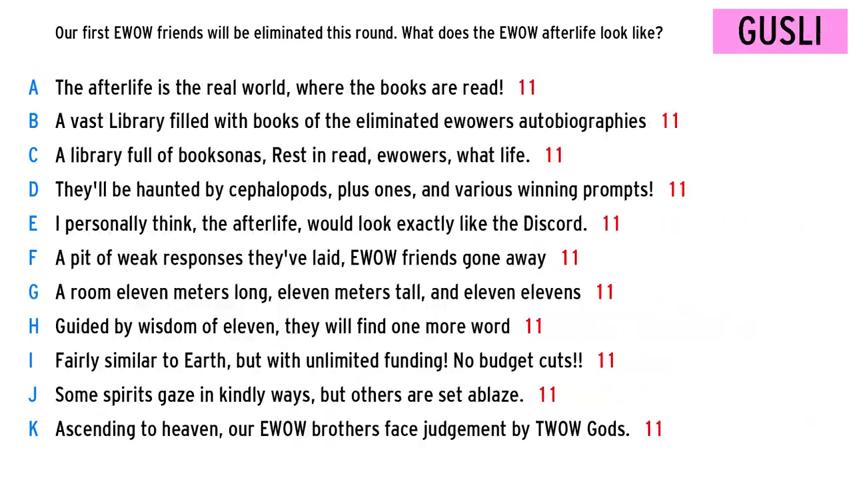 Our first EWOW friends will be eliminated this round. What does the EWOW afterlife look like? GUSLI
A The afterlife is the real world, where the books are read! 11
B A vast Library filled with books of the eliminated ewowers autobiographies 11
C A library full of booksonas, Rest in read, ewowers, what life. 11
D They'll be haunted by cephalopods, plus ones, and various winning prompts! 11
E I personally think, the afterlife, would look exactly like the Discord. 11
F A pit of weak responses they've laid, EWOW friends gone away 11
G A room eleven meters long, eleven meters tall, and eleven elevens 11
H Guided by wisdom of eleven, they will find one more word 11
I Fairly similar to Earth, but with unlimited funding! No budget cuts!! 11
J Some spirits gaze in kindly ways, but others are set ablaze. 11
K Ascending to heaven, our EWOW brothers face judgement by TWOW Gods. 11